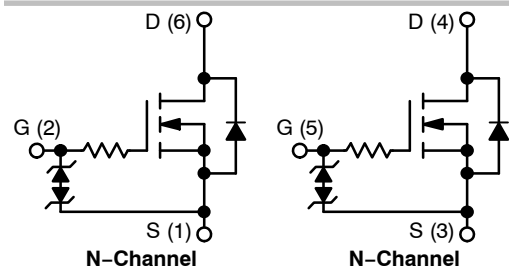 D (6)
D (4)
G (2)
G (5)
S (1)
S (3)
N−Channel
N−Channel